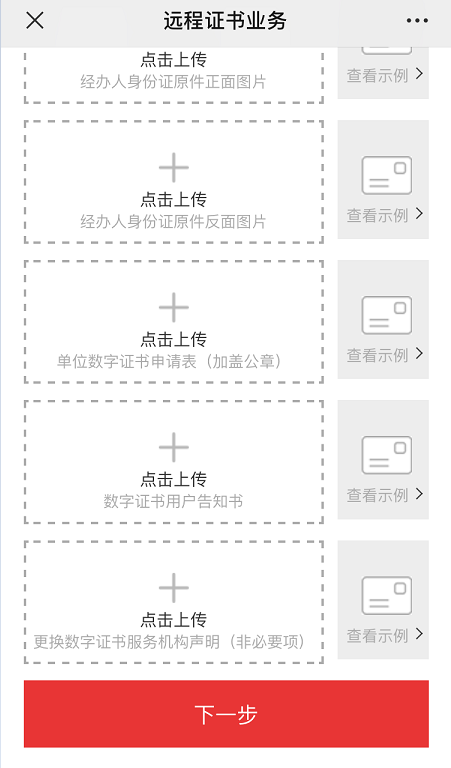 远程证书业务
点击上传
经办人身份证原件正面图片
查看示例
点击上传
经办人身份证原件反面图片
查看示例
点击上传
单位数字证书申请表（加盖公章）
查看示例
点击上传
数字证书用户告知书
查看示例
点击上传
更换数字证书服务机构声明（非必要项）
查看示例
下一步